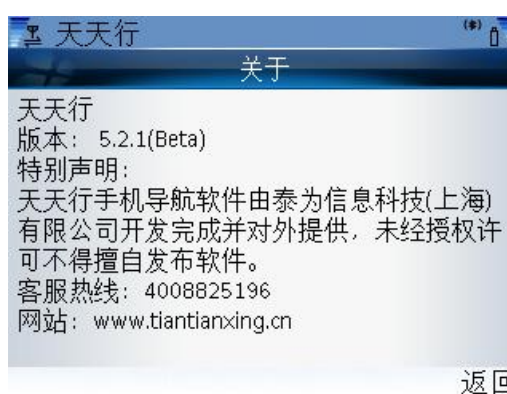 天天行
关于
天天行
版本: 5.2.1(Beta)
特别声明:
天天行手机导航软件由泰为信息科技(上海)
有限公司开发完成并对外提供，未经授权许
可不得擅自发布软件。
客服热线: 4008825196
网站: www.tiantianxing.cn
返回